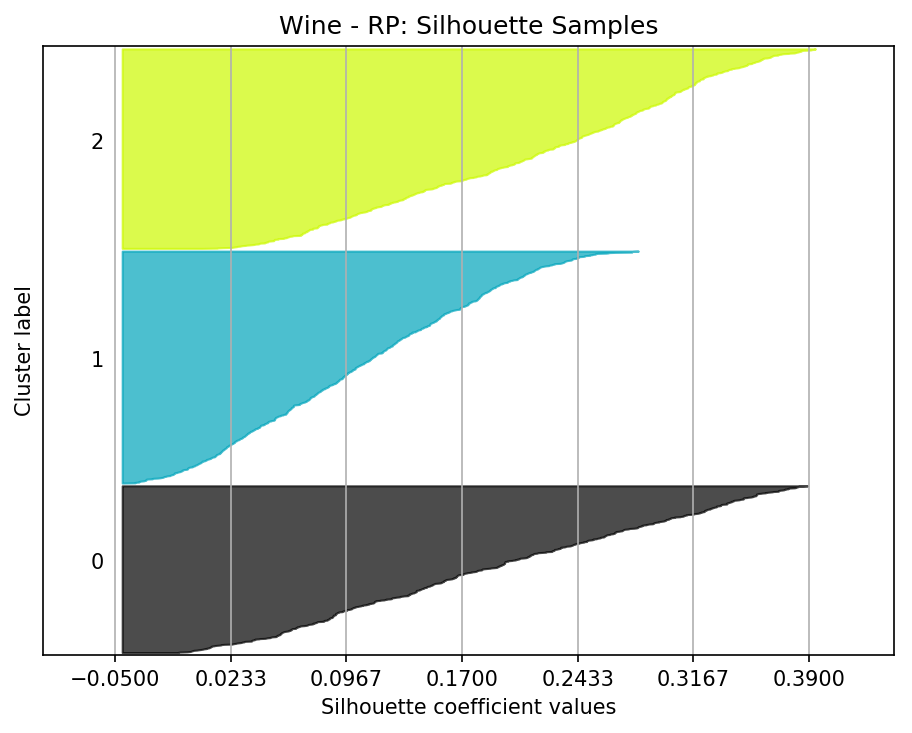 Wine - RP: Silhouette Samples
Cluster label
2
1
0
−0.0500 0.0233 0.0967 0.1700 0.2433 0.3167 0.3900
Silhouette coefficient values